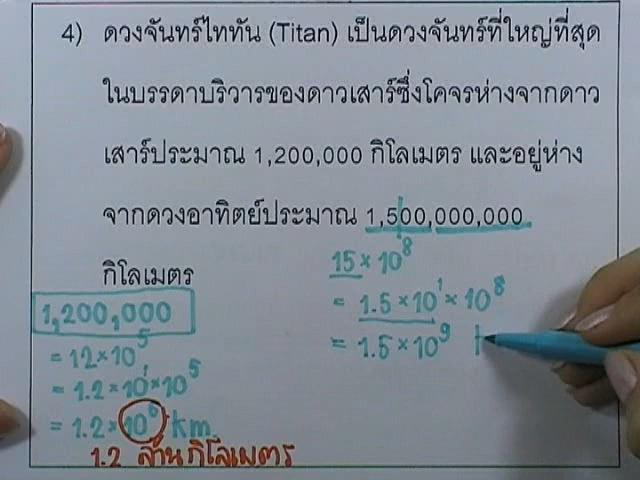 4) ดวงจันทร์ไททัน (Titan) เป็นดวงจันทร์ที่ใหญ่ที่สุด
ในบรรดาบริวารของดาวเสาร์ซึ่งโคจรห่างจากดาว
เสาร์ประมาณ 1,200,000 กิโลเมตร และอยู่ห่าง
จากดวงอาทิตย์ประมาณ 1,500,000,000
กิโลเมตร
1,200,000
= 12 × 10⁵
= 1.2 × 10¹ × 10⁵
= 1.2 × 10⁶ km.
1.2 ล้านกิโลเมตร
15 × 10⁸
= 1.5 × 10¹ × 10⁸
= 1.5 × 10⁹